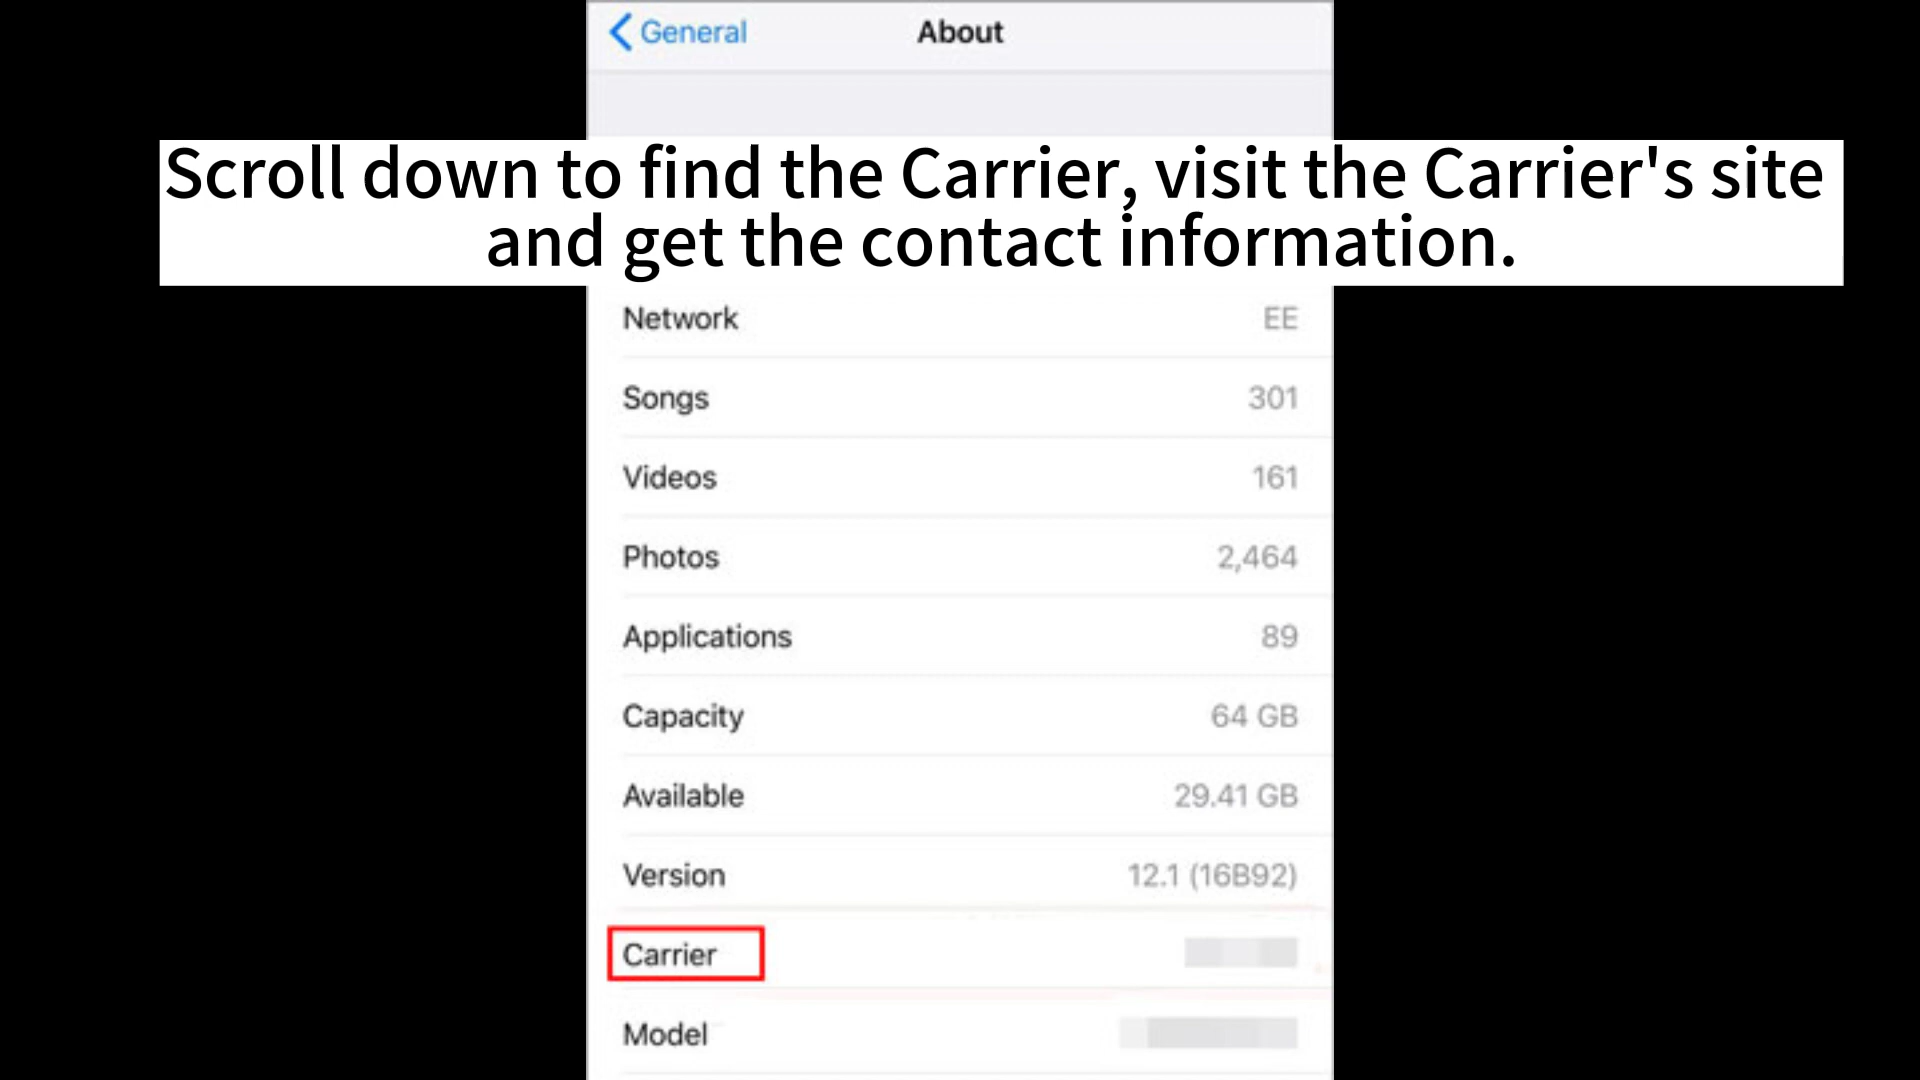 General
About
Scroll down to find the Carrier, visit the Carrier's site
and get the contact information.
Network EE
Songs 301
Videos 161
Photos 2,464
Applications 89
Capacity 64 GB
Available 29.41 GB
Version 12.1 (16B92)
Carrier
Model